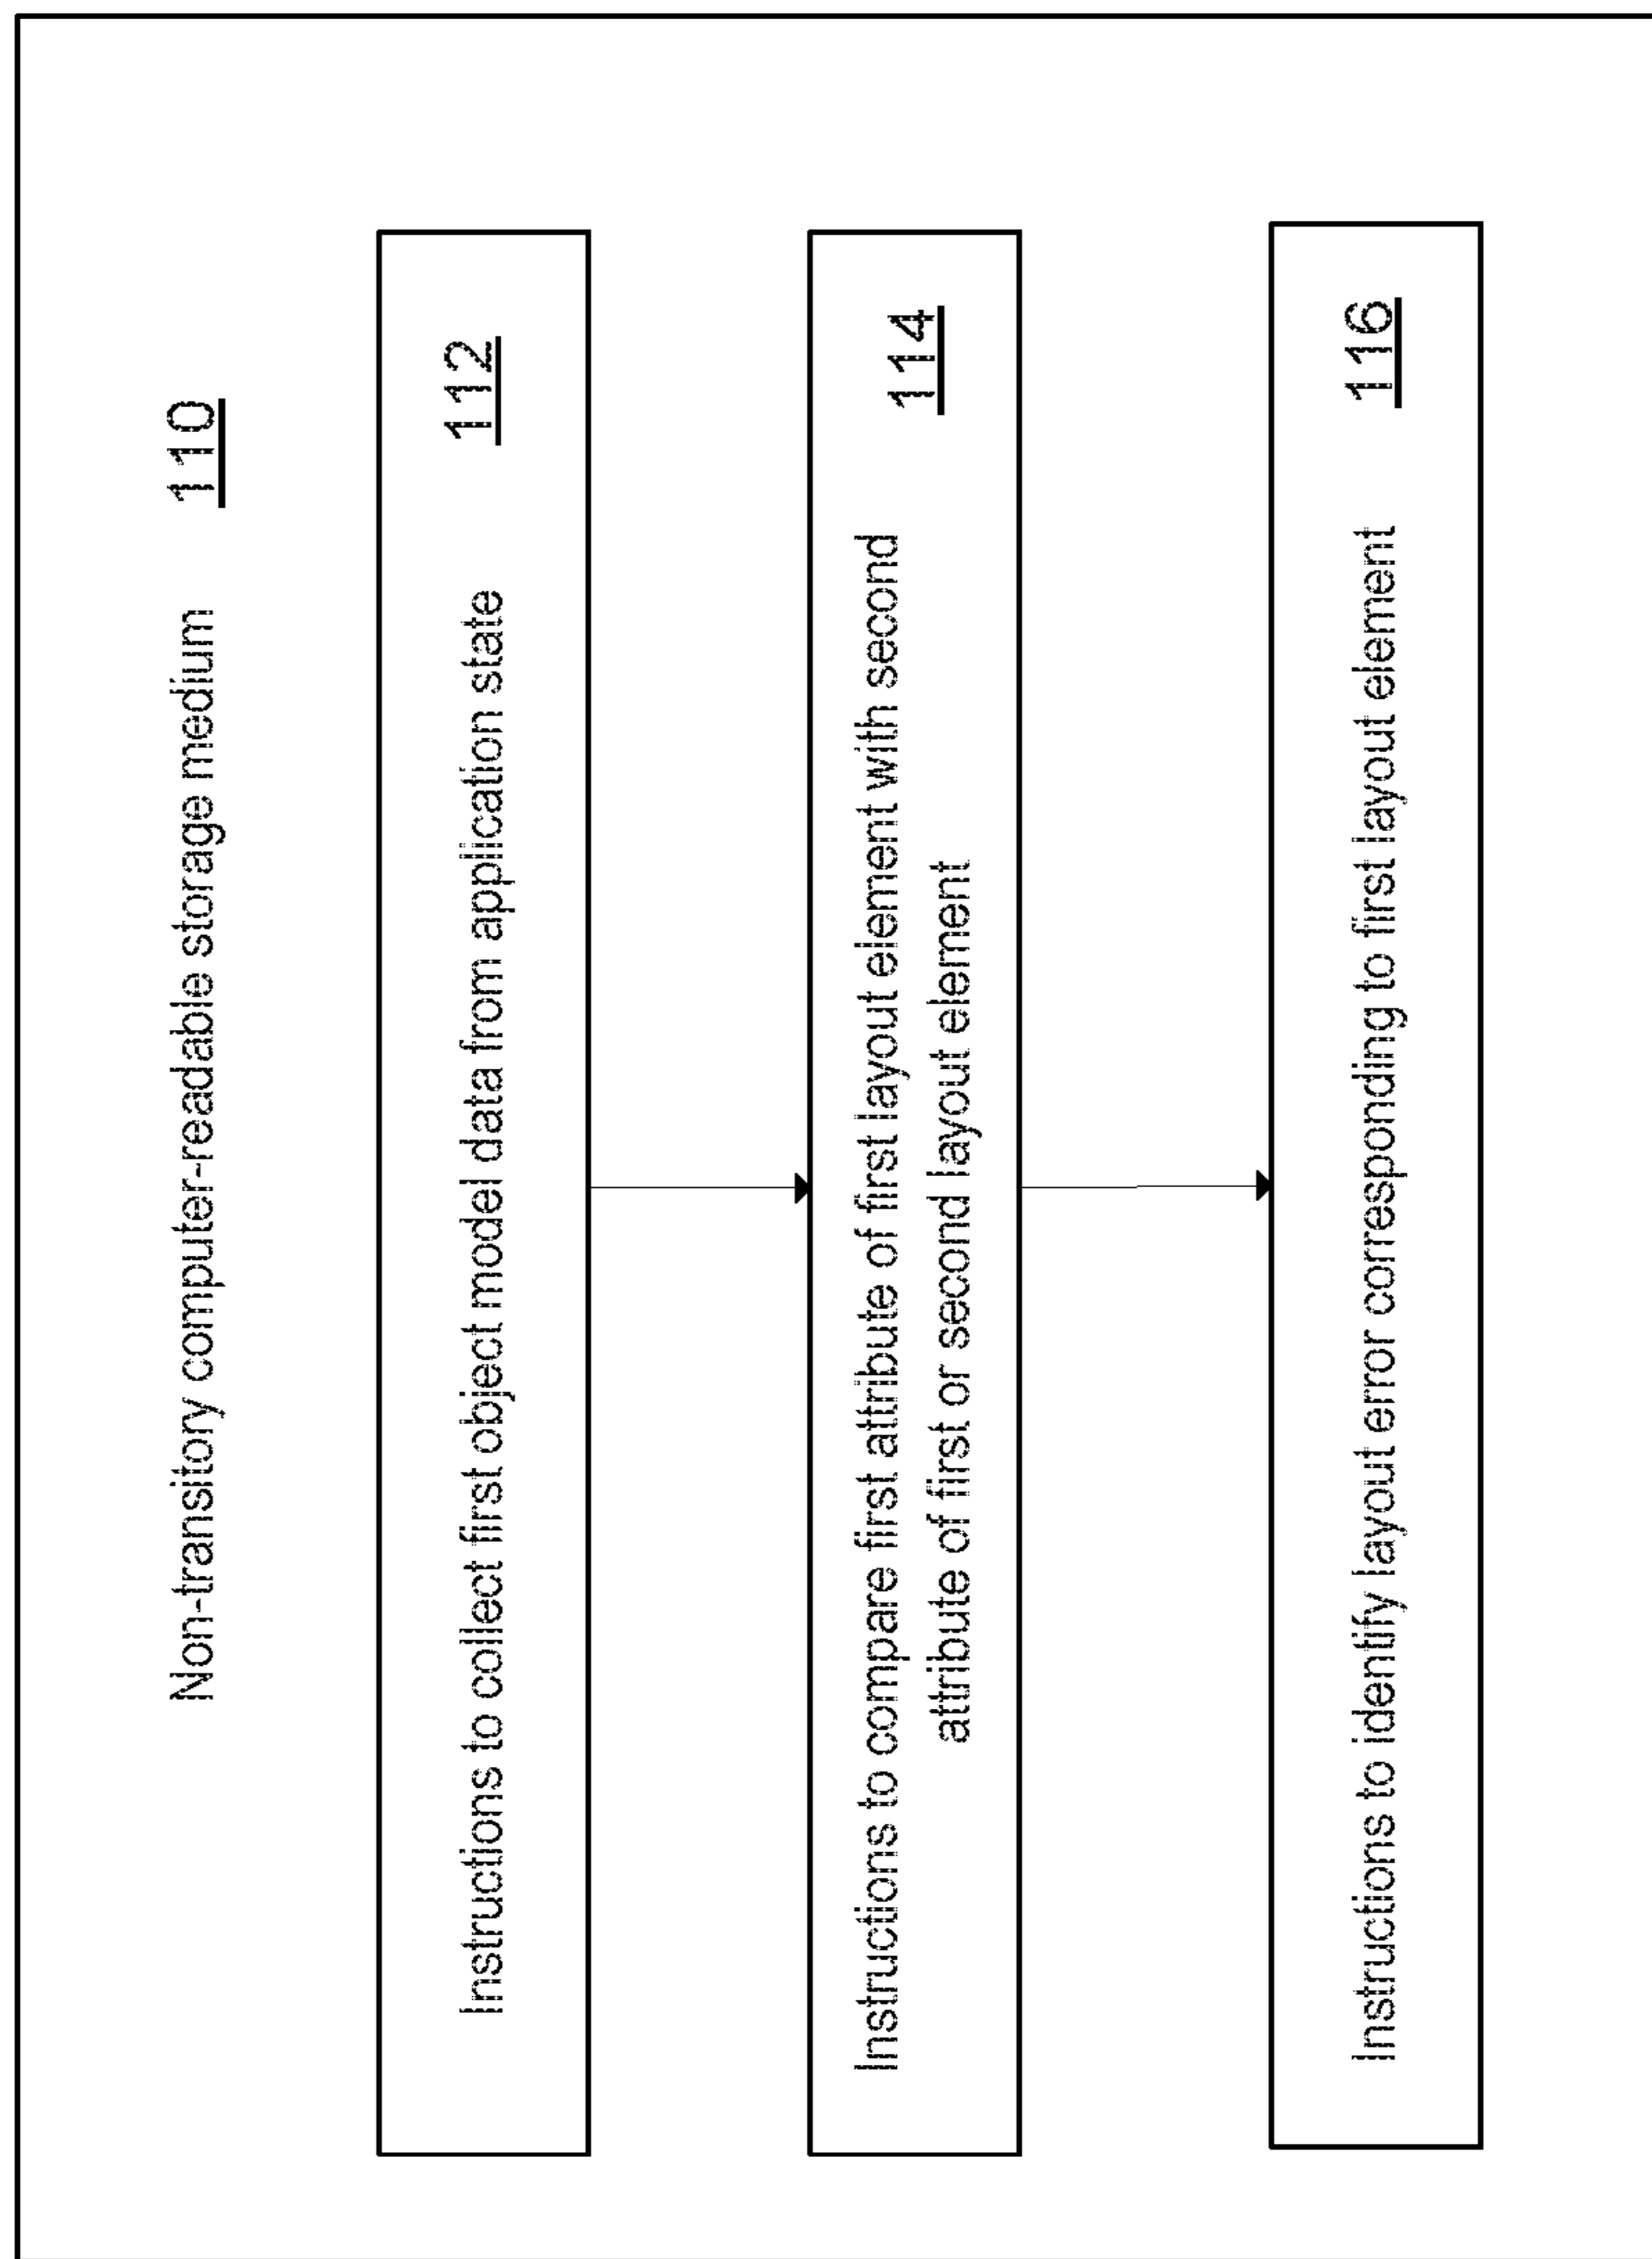 Non-transitory computer-readable storage medium 110
Instructions to collect first object model data from application state 112
Instructions to compare first attribute of first layout element with second
attribute of first or second layout element
114
Instructions to identify layout error corresponding to first layout element 116